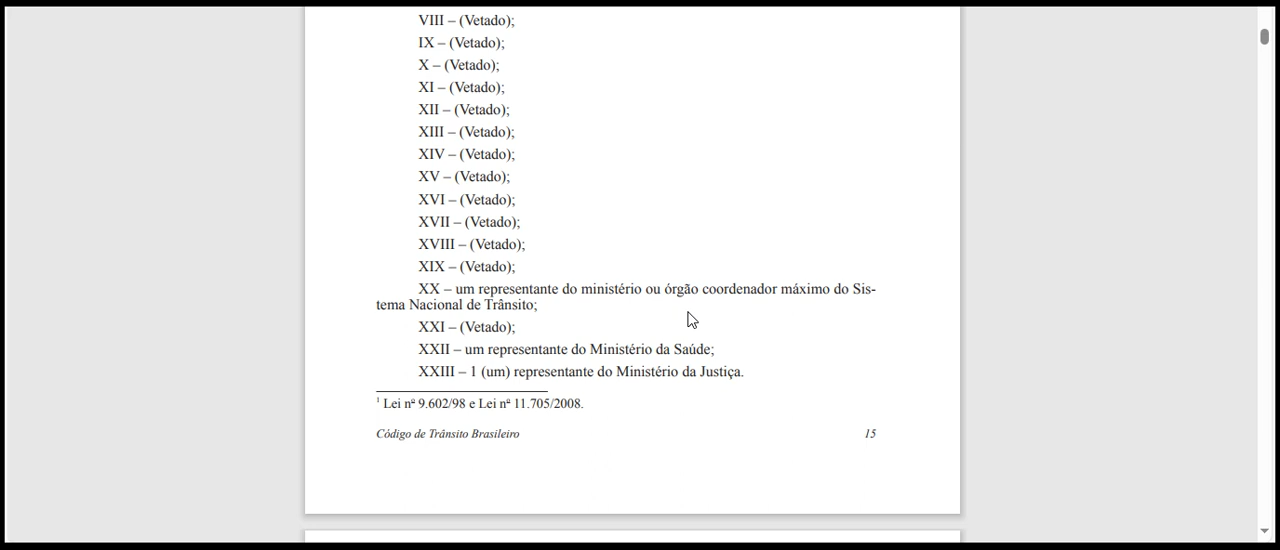 VIII – (Vetado);
IX – (Vetado);
X – (Vetado);
XI – (Vetado);
XII – (Vetado);
XIII – (Vetado);
XIV – (Vetado);
XV – (Vetado);
XVI – (Vetado);
XVII – (Vetado);
XVIII – (Vetado);
XIX – (Vetado);
XX – um representante do ministério ou órgão coordenador máximo do Sis-
tema Nacional de Trânsito;
XXI – (Vetado);
XXII – um representante do Ministério da Saúde;
XXIII – 1 (um) representante do Ministério da Justiça.
¹ Lei nº 9.602/98 e Lei nº 11.705/2008.
Código de Trânsito Brasileiro 15